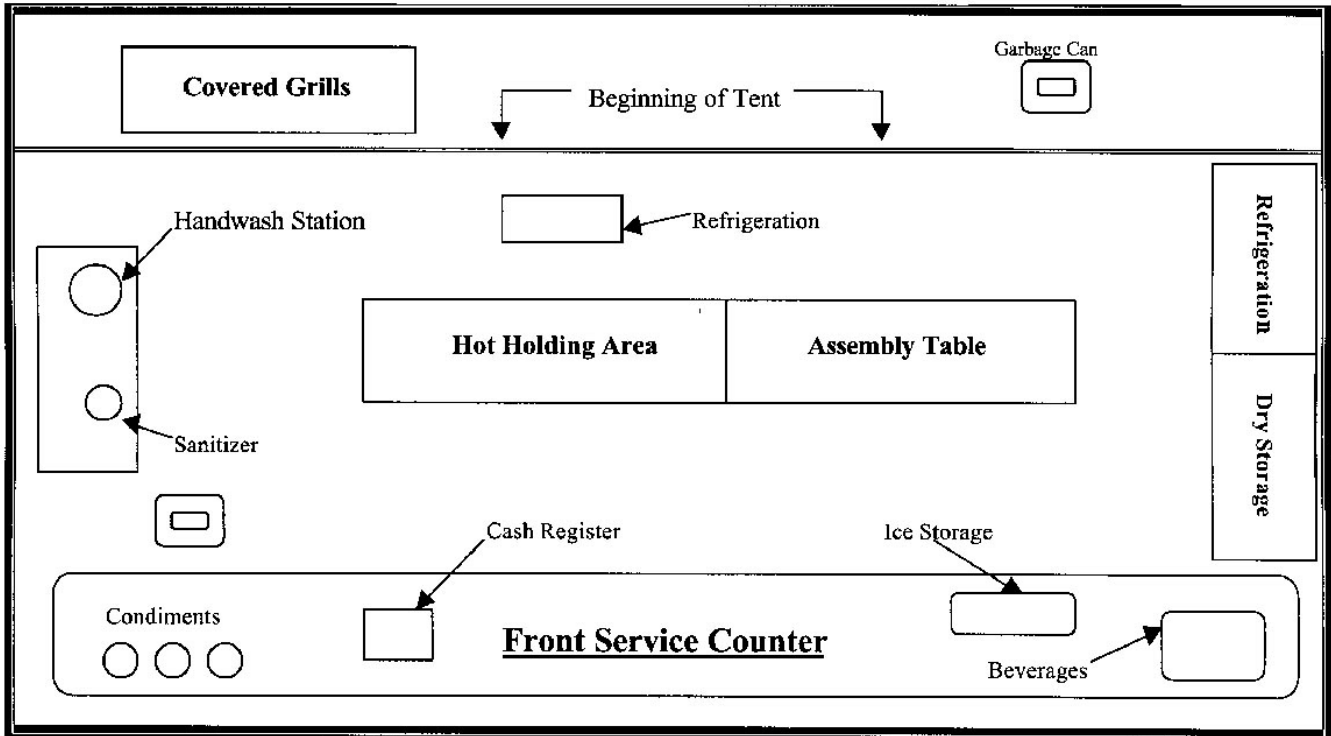 Garbage Can
Covered Grills
Beginning of Tent
Handwash Station
Refrigeration
Refrigeration
Hot Holding Area
Assembly Table
Dry Storage
Sanitizer
Cash Register
Ice Storage
Condiments
Front Service Counter
Beverages